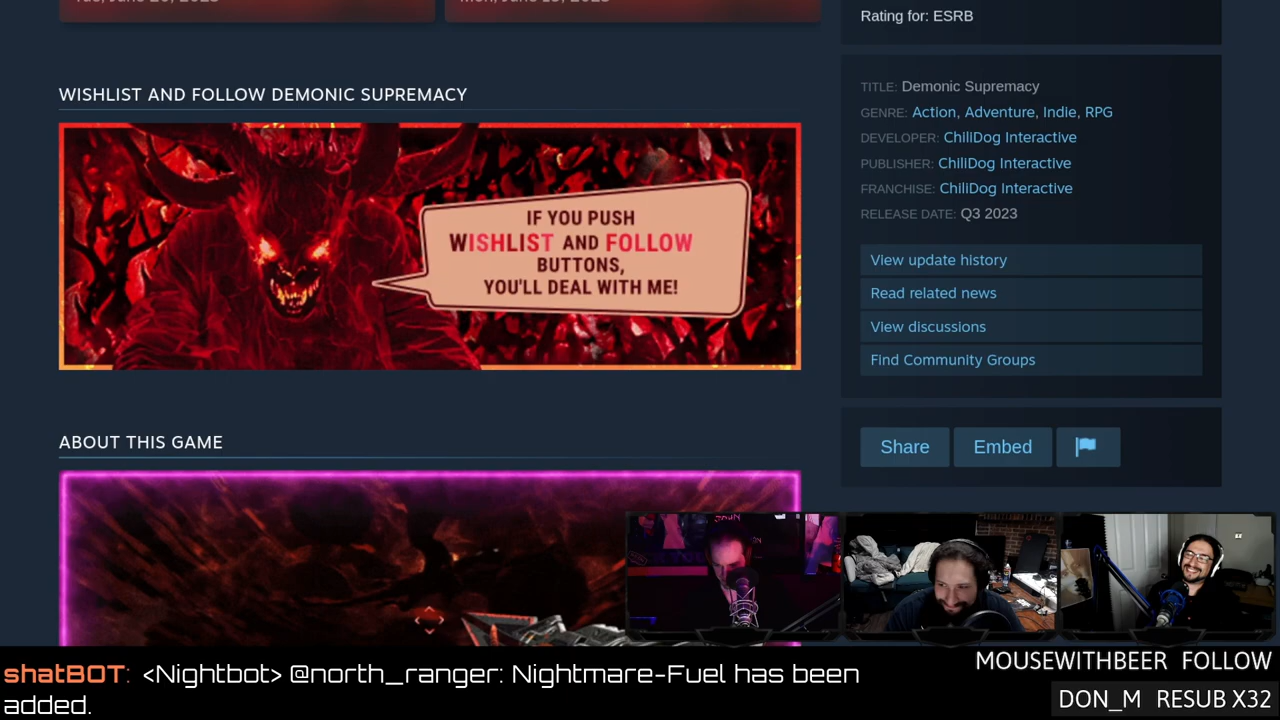 Rating for: ESRB
WISHLIST AND FOLLOW DEMONIC SUPREMACY
IF YOU PUSH
WISHLIST AND FOLLOW
BUTTONS,
YOU'LL DEAL WITH ME!
TITLE: Demonic Supremacy
GENRE: Action, Adventure, Indie, RPG
DEVELOPER: ChillDog Interactive
PUBLISHER: ChillDog Interactive
FRANCHISE: ChillDog Interactive
RELEASE DATE: Q3 2023
View update history
Read related news
View discussions
Find Community Groups
Share
Embed
ABOUT THIS GAME
shatBOT: <Nightbot> @north_ranger: Nightmare-Fuel has been
added.
MOUSEWITHBEER FOLLOW
DON_M RESUB X32